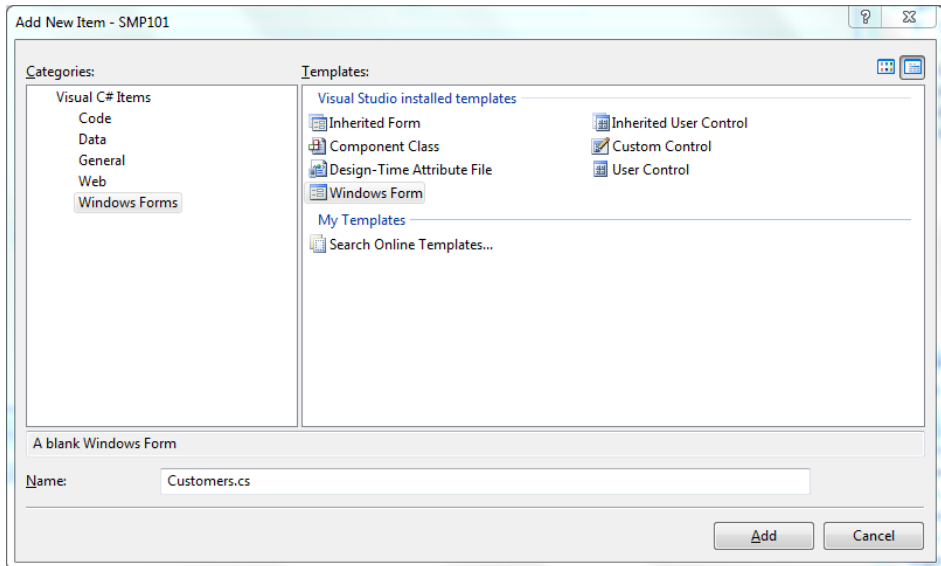 Add New Item - SMP101
Categories:
Templates:
Visual C# Items
Code
Data
General
Web
Windows Forms
Visual Studio installed templates
Inherited Form
Inherited User Control
Component Class
Custom Control
Design-Time Attribute File
User Control
Windows Form
My Templates
Search Online Templates...
A blank Windows Form
Name: Customers.cs
Add Cancel